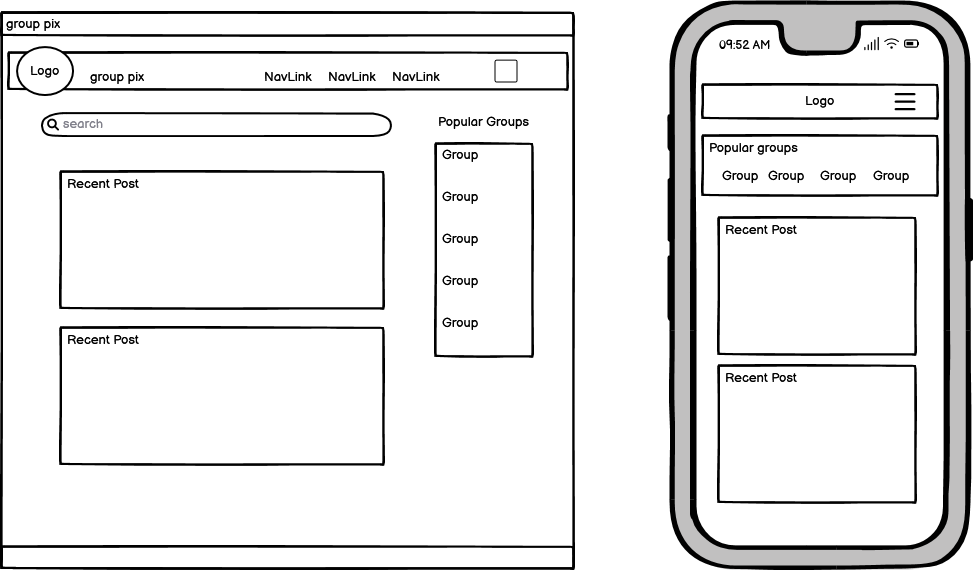 group pix
Logo
group pix
NavLink NavLink NavLink
search
Popular Groups
Group
Group
Group
Group
Group
Recent Post
Recent Post
09:52 AM
Logo
Popular groups
Group Group Group Group
Recent Post
Recent Post